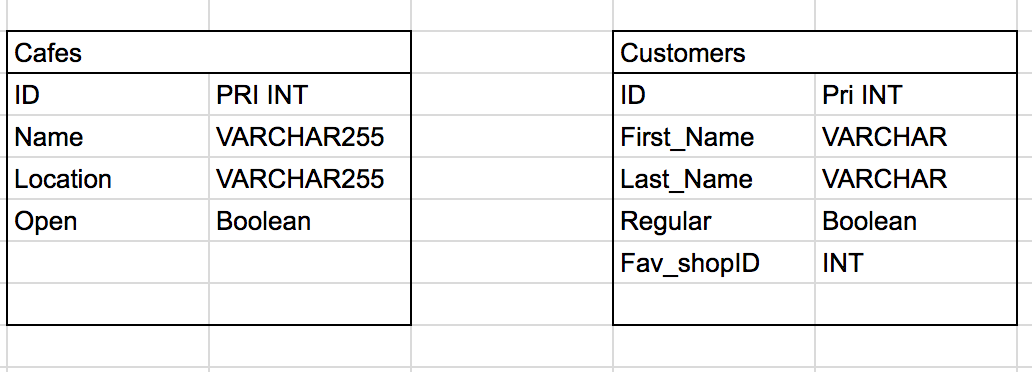 Cafes
ID PRI INT
Name VARCHAR255
Location VARCHAR255
Open Boolean
Customers
ID Pri INT
First_Name VARCHAR
Last_Name VARCHAR
Regular Boolean
Fav_shopID INT